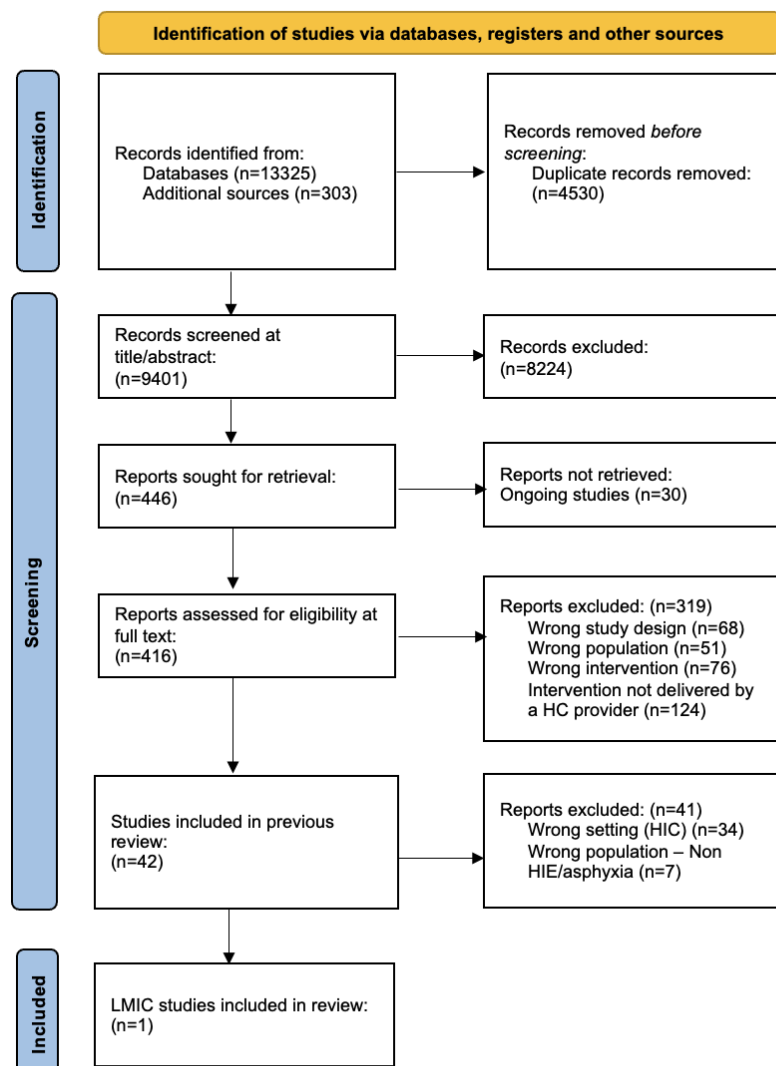 Identification of studies via databases, registers and other sources
Identification
Records identified from:
Databases (n=13325)
Additional sources (n=303)
Records removed before
screening:
Duplicate records removed:
(n=4530)
Screening
Records screened at
title/abstract:
(n=9401)
Records excluded:
(n=8224)
Reports sought for retrieval:
(n=446)
Reports not retrieved:
Ongoing studies (n=30)
Reports assessed for eligibility at
full text:
(n=416)
Reports excluded: (n=319)
Wrong study design (n=68)
Wrong population (n=51)
Wrong intervention (n=76)
Intervention not delivered by
a HC provider (n=124)
Studies included in previous
review:
(n=42)
Reports excluded: (n=41)
Wrong setting (HIC) (n=34)
Wrong population – Non
HIE/asphyxia (n=7)
Included
LMIC studies included in review:
(n=1)